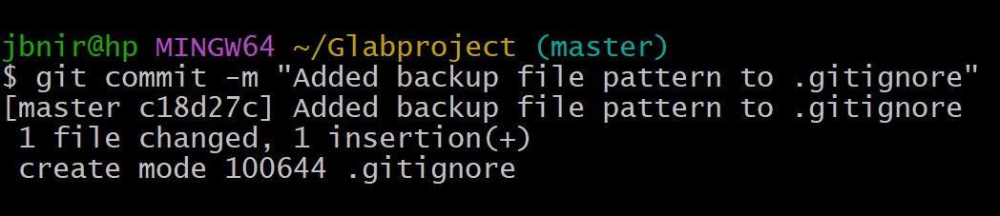 jbnir@hp MINGW64 ~/Glabproject (master)
$ git commit -m "Added backup file pattern to .gitignore"
[master c18d27c] Added backup file pattern to .gitignore
 1 file changed, 1 insertion(+)
 create mode 100644 .gitignore